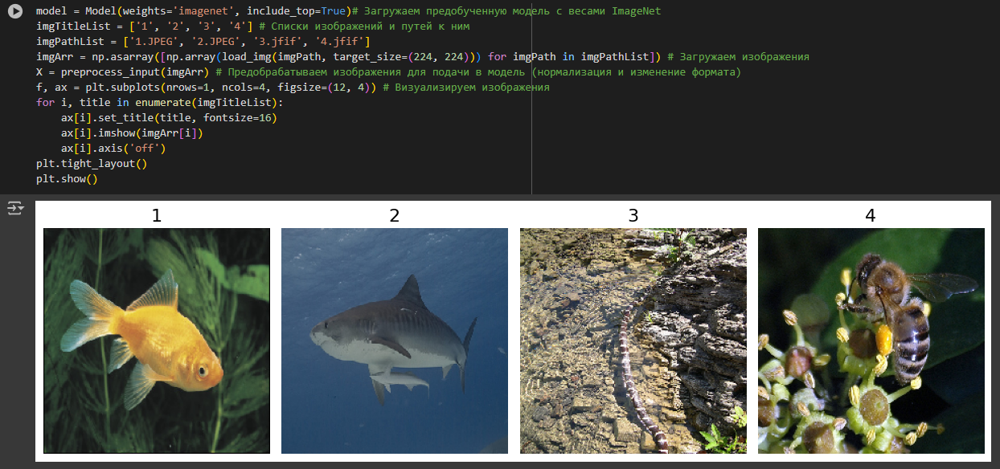 model = Model(weights='imagenet', include_top=True)# Загружаем предобученную модель с весами ImageNet
imgTitleList = ['1', '2', '3', '4'] # Списки изображений и путей к ним
imgPathList = ['1.JPEG', '2.JPEG', '3.jfif', '4.jfif']
imgArr = np.asarray([np.array(load_img(imgPath, target_size=(224, 224))) for imgPath in imgPathList]) # Загружаем изображения
X = preprocess_input(imgArr) # Предобрабатываем изображения для подачи в модель (нормализация и изменение формата)
f, ax = plt.subplots(nrows=1, ncols=4, figsize=(12, 4)) # Визуализируем изображения
for i, title in enumerate(imgTitleList):
    ax[i].set_title(title, fontsize=16)
    ax[i].imshow(imgArr[i])
    ax[i].axis('off')
plt.tight_layout()
plt.show()
1 2 3 4